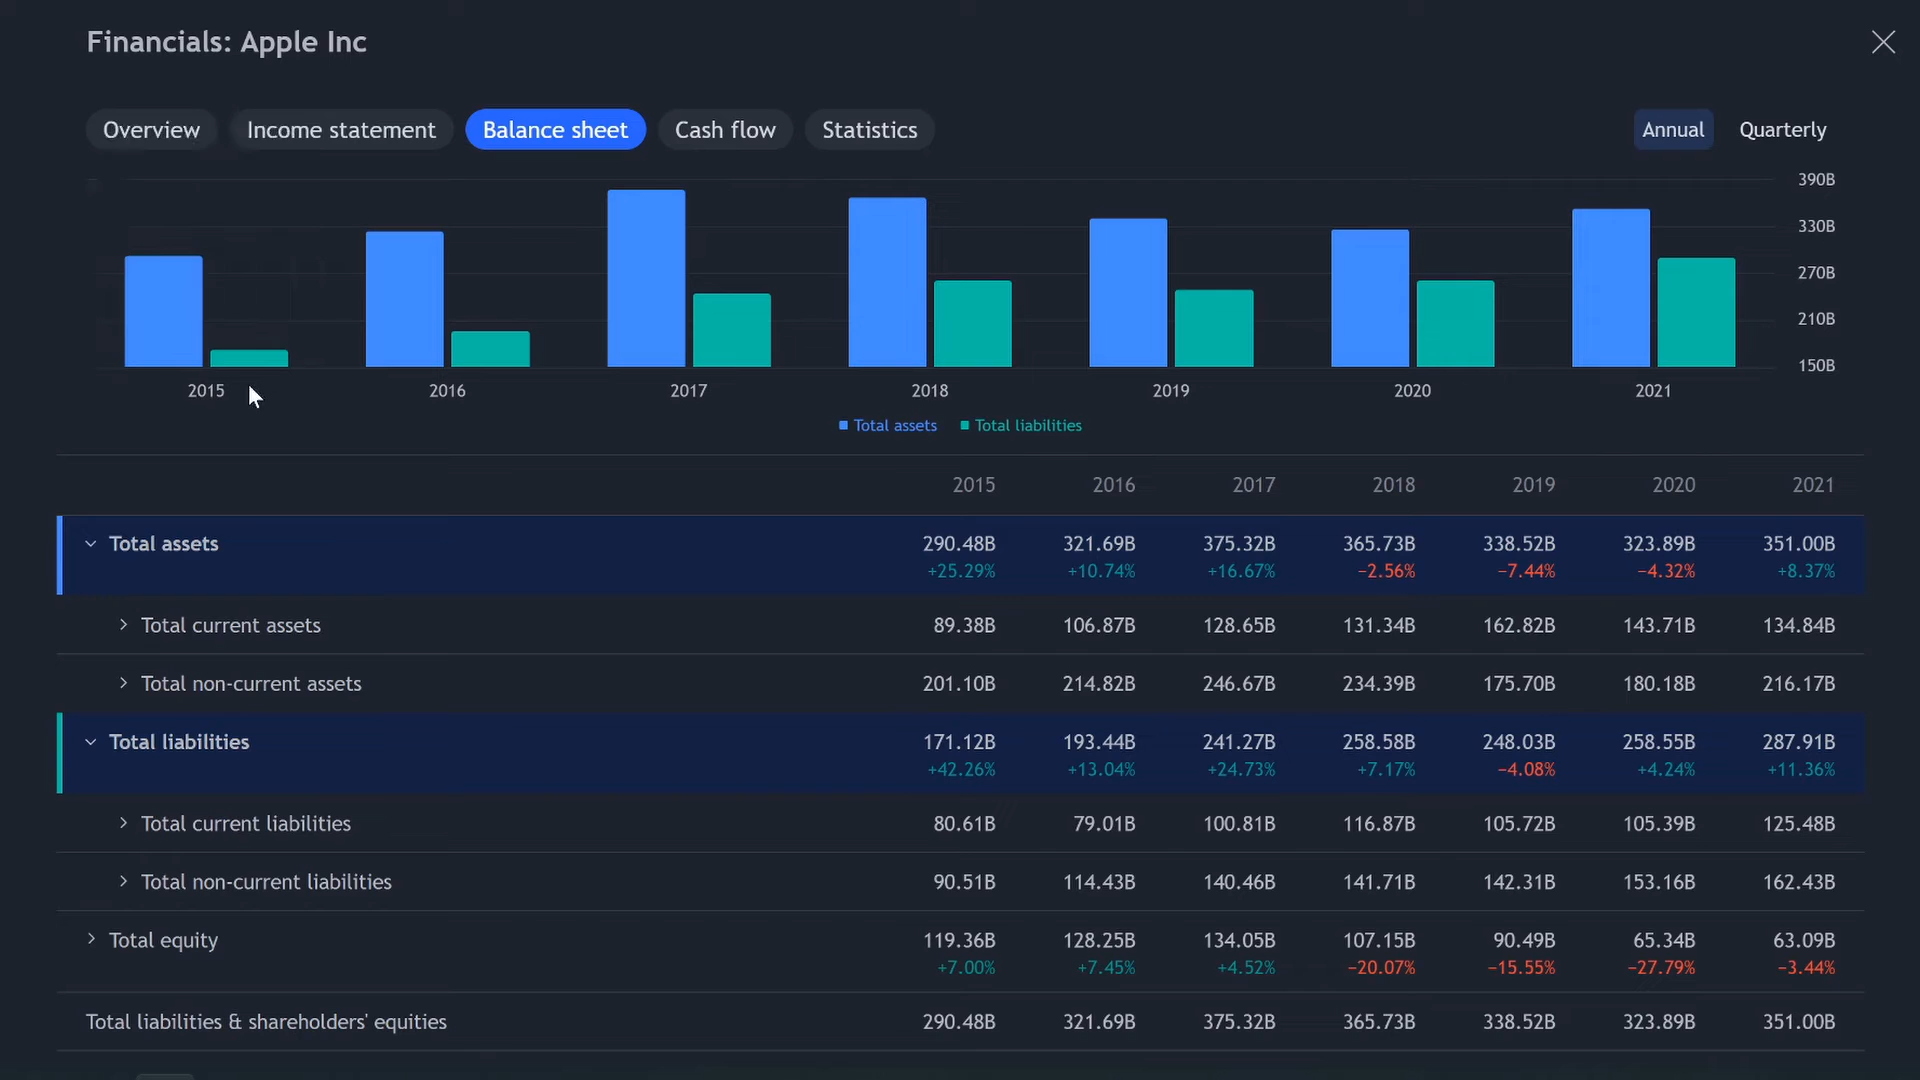 Financials: Apple Inc
Overview Income statement Balance sheet Cash flow Statistics Annual Quarterly
390B
330B
270B
210B
150B
2015 2016 2017 2018 2019 2020 2021
Total assets Total liabilities
2015 2016 2017 2018 2019 2020 2021
Total assets 290.48B 321.69B 375.32B 365.73B 338.52B 323.89B 351.00B
+25.29% +10.74% +16.67% −2.56% −7.44% −4.32% +8.37%
Total current assets 89.38B 106.87B 128.65B 131.34B 162.82B 143.71B 134.84B
Total non-current assets 201.10B 214.82B 246.67B 234.39B 175.70B 180.18B 216.17B
Total liabilities 171.12B 193.44B 241.27B 258.58B 248.03B 258.55B 287.91B
+42.26% +13.04% +24.73% +7.17% −4.08% +4.24% +11.36%
Total current liabilities 80.61B 79.01B 100.81B 116.87B 105.72B 105.39B 125.48B
Total non-current liabilities 90.51B 114.43B 140.46B 141.71B 142.31B 153.16B 162.43B
Total equity 119.36B 128.25B 134.05B 107.15B 90.49B 65.34B 63.09B
+7.00% +7.45% +4.52% −20.07% −15.55% −27.79% −3.44%
Total liabilities & shareholders' equities 290.48B 321.69B 375.32B 365.73B 338.52B 323.89B 351.00B